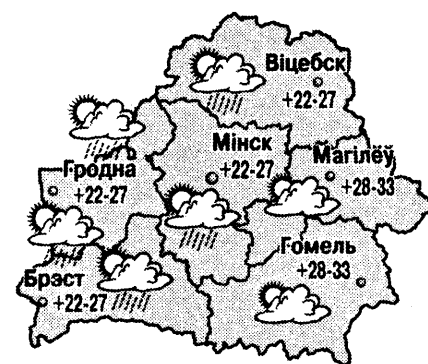 Віцебск
+22-27
Мінск
+22-27
Магілёў
+28-33
Гродна
+22-27
Гомель
+28-33
Брэст
+22-27